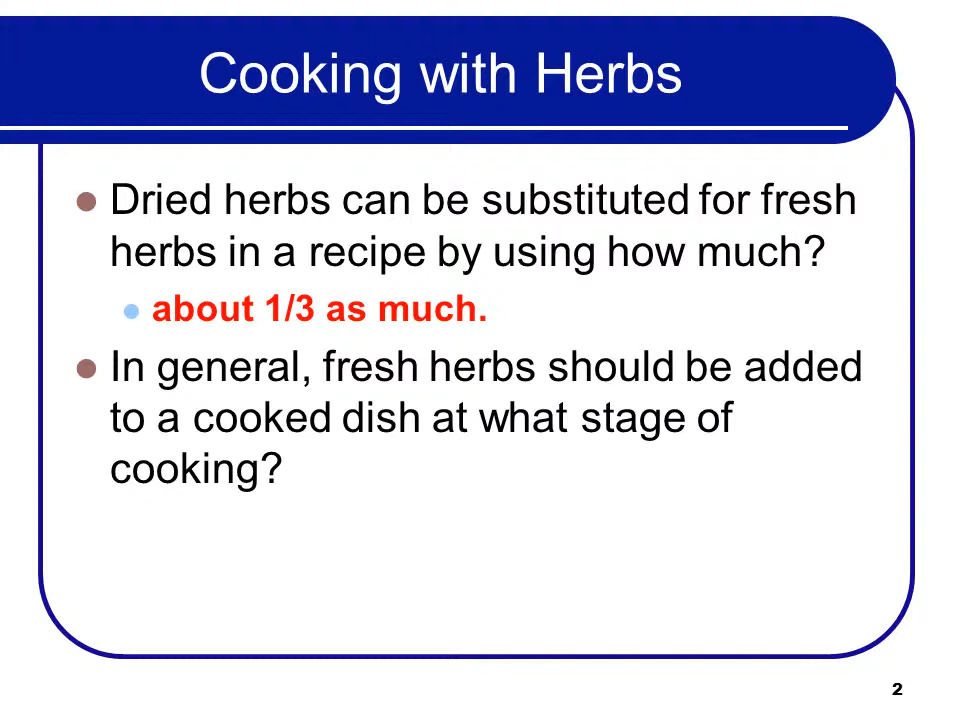 Cooking with Herbs
Dried herbs can be substituted for fresh
herbs in a recipe by using how much?
about 1/3 as much.
In general, fresh herbs should be added
to a cooked dish at what stage of
cooking?
2